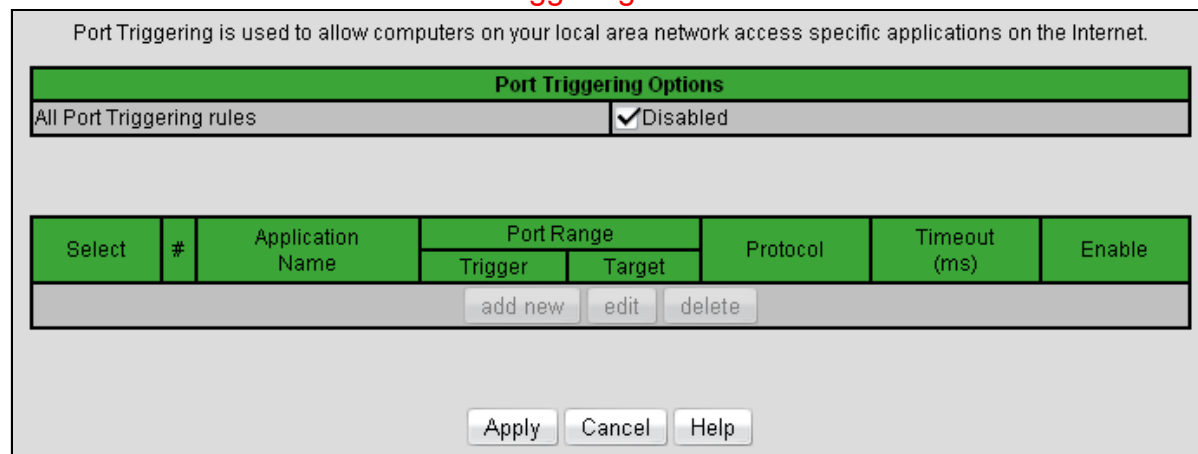 Port Triggering is used to allow computers on your local area network access specific applications on the Internet.
Port Triggering Options
All Port Triggering rules Disabled
Select # Application Name Port Range Protocol Timeout (ms) Enable
Trigger Target
add new edit delete
Apply Cancel Help